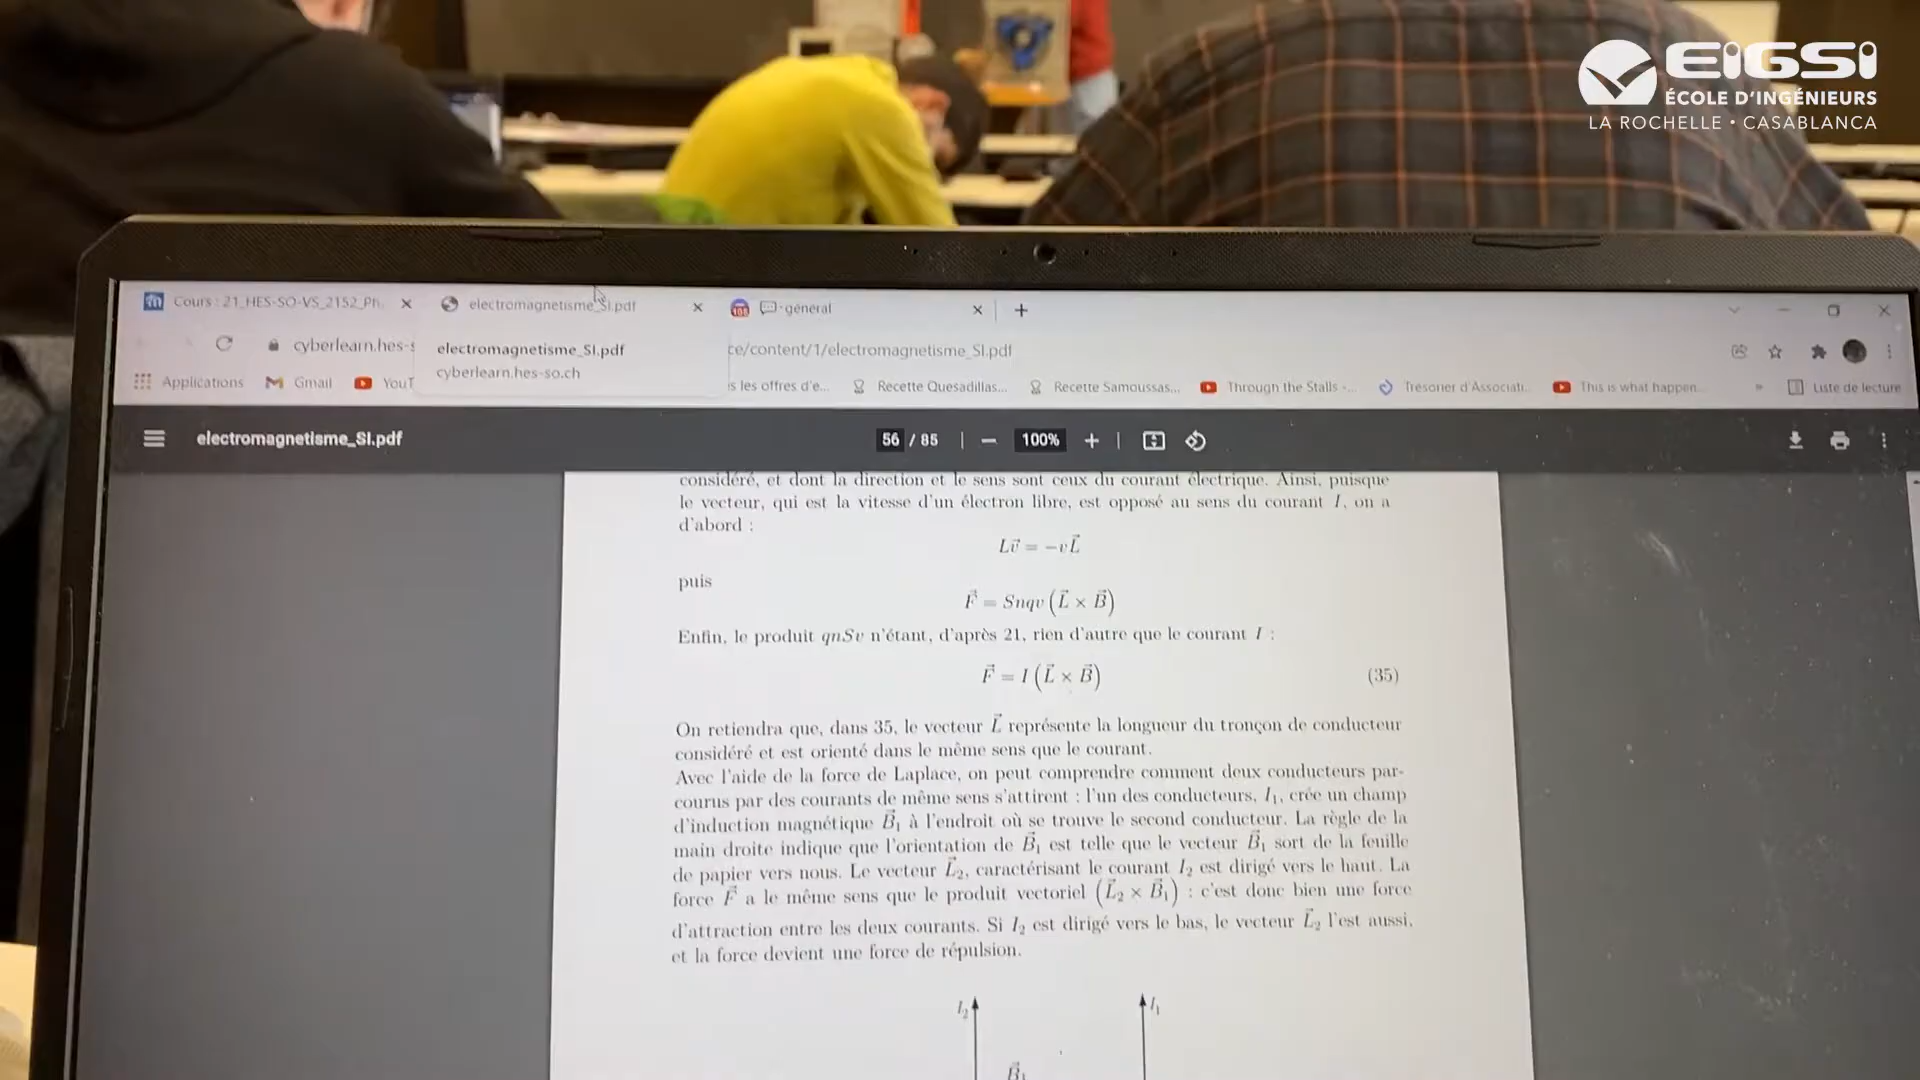 EIGSI
ÉCOLE D'INGÉNIEURS
LA ROCHELLE • CASABLANCA
Cours : 21_HES-SO-VS_2152_Ph
electromagnetisme_SI.pdf
-général
cyberlearn.hes-s
ce/content/1/electromagnetisme_SI.pdf
electromagnetisme_SI.pdf
cyberlearn.hes-so.ch
Applications
Gmail
YouT
s les offres d'e...
Recette Quesadillas...
Recette Samoussas...
Through the Stalls -...
Trésorier d'Associati...
This is what happen...
Liste de lecture
electromagnetisme_SI.pdf
56 / 85
100%
considéré, et dont la direction et le sens sont ceux du courant électrique. Ainsi, puisque
le vecteur, qui est la vitesse d'un électron libre, est opposé au sens du courant I, on a
d'abord :
Lv⃗ = −vL⃗
puis
F⃗ = Snqv (L⃗ × B⃗)
Enfin, le produit qnSv n'étant, d'après 21, rien d'autre que le courant I :
F⃗ = I (L⃗ × B⃗) (35)
On retiendra que, dans 35, le vecteur L⃗ représente la longueur du tronçon de conducteur
considéré et est orienté dans le même sens que le courant.
Avec l'aide de la force de Laplace, on peut comprendre comment deux conducteurs par-
courus par des courants de même sens s'attirent : l'un des conducteurs, I₁, crée un champ
d'induction magnétique B⃗₁ à l'endroit où se trouve le second conducteur. La règle de la
main droite indique que l'orientation de B⃗₁ est telle que le vecteur B⃗₁ sort de la feuille
de papier vers nous. Le vecteur L⃗₂, caractérisant le courant I₂ est dirigé vers le haut. La
force F⃗ a le même sens que le produit vectoriel (L⃗₂ × B⃗₁) : c'est donc bien une force
d'attraction entre les deux courants. Si I₂ est dirigé vers le bas, le vecteur L⃗₂ l'est aussi,
et la force devient une force de répulsion.
I₂
I₁
B⃗₁